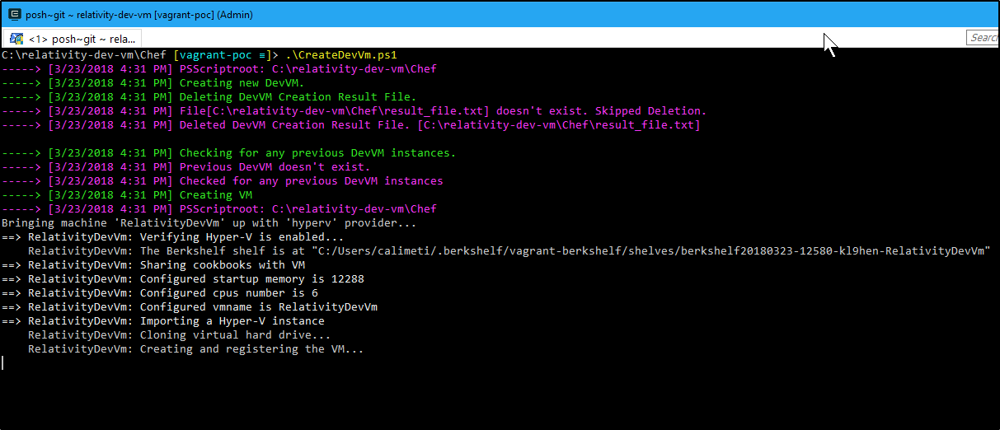 posh~git ~ relativity-dev-vm [vagrant-poc] (Admin)
<1> posh~git ~ rela...
Search
C:\relativity-dev-vm\Chef [vagrant-poc ≡]> .\CreateDevVm.ps1
-----> [3/23/2018 4:31 PM] PSScriptroot: C:\relativity-dev-vm\Chef
-----> [3/23/2018 4:31 PM] Creating new DevVM.
-----> [3/23/2018 4:31 PM] Deleting DevVM Creation Result File.
-----> [3/23/2018 4:31 PM] File[C:\relativity-dev-vm\Chef\result_file.txt] doesn't exist. Skipped Deletion.
-----> [3/23/2018 4:31 PM] Deleted DevVM Creation Result File. [C:\relativity-dev-vm\Chef\result_file.txt]
-----> [3/23/2018 4:31 PM] Checking for any previous DevVM instances.
-----> [3/23/2018 4:31 PM] Previous DevVM doesn't exist.
-----> [3/23/2018 4:31 PM] Checked for any previous DevVM instances
-----> [3/23/2018 4:31 PM] Creating VM
-----> [3/23/2018 4:31 PM] PSScriptroot: C:\relativity-dev-vm\Chef
Bringing machine 'RelativityDevVm' up with 'hyperv' provider...
==> RelativityDevVm: Verifying Hyper-V is enabled...
    RelativityDevVm: The Berkshelf shelf is at "C:/Users/calimeti/.berkshelf/vagrant-berkshelf/shelves/berkshelf20180323-12580-kl9hen-RelativityDevVm"
==> RelativityDevVm: Sharing cookbooks with VM
==> RelativityDevVm: Configured startup memory is 12288
==> RelativityDevVm: Configured cpus number is 6
==> RelativityDevVm: Configured vmname is RelativityDevVm
==> RelativityDevVm: Importing a Hyper-V instance
    RelativityDevVm: Cloning virtual hard drive...
    RelativityDevVm: Creating and registering the VM...